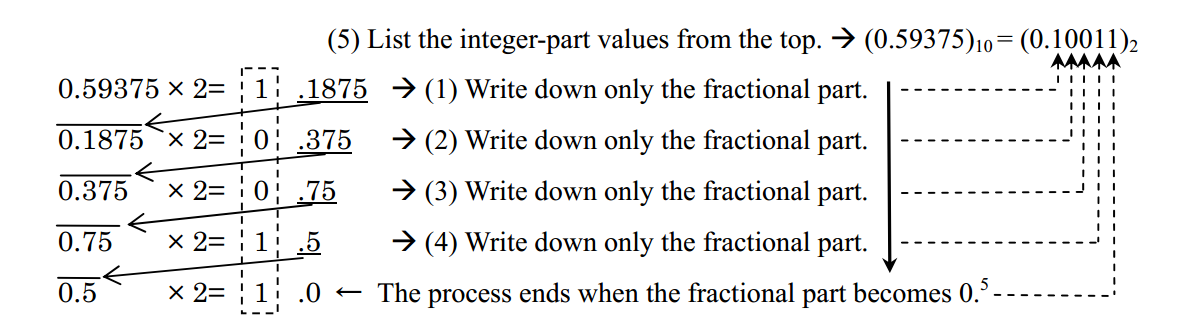 (5) List the integer-part values from the top. → (0.59375)₁₀ = (0.10011)₂
0.59375 × 2= 1 .1875 → (1) Write down only the fractional part.
0.1875 × 2= 0 .375 → (2) Write down only the fractional part.
0.375 × 2= 0 .75 → (3) Write down only the fractional part.
0.75 × 2= 1 .5 → (4) Write down only the fractional part.
0.5 × 2= 1 .0 ← The process ends when the fractional part becomes 0.⁵